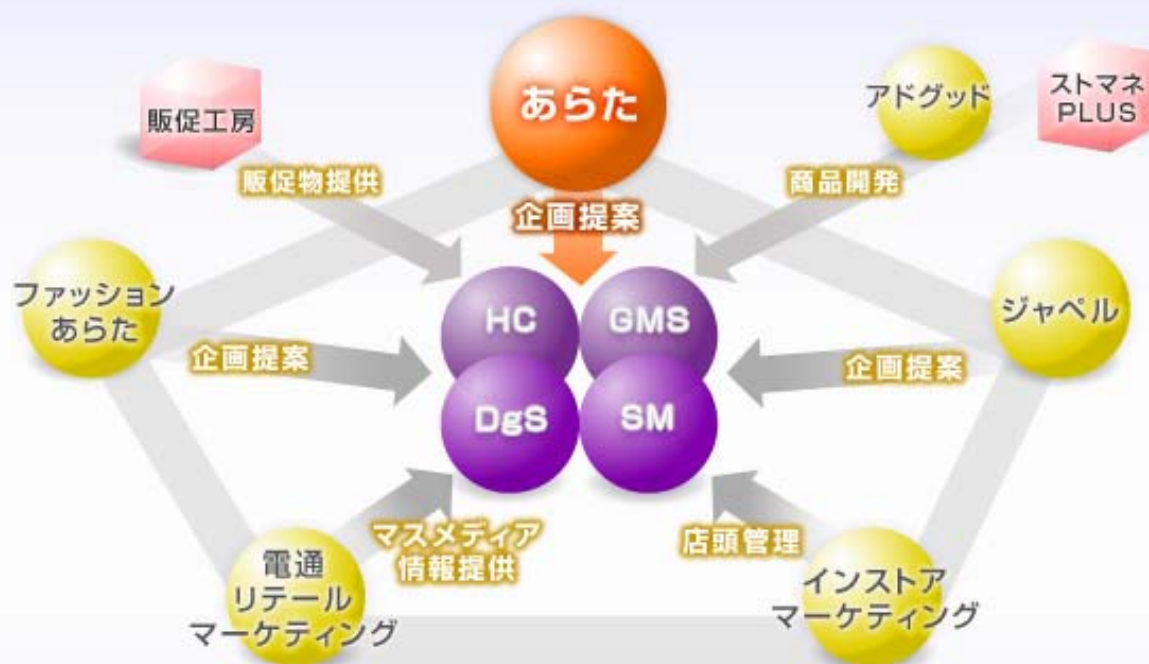 あらた
販促工房
アドグッド
ストマネ
PLUS
販促物提供
企画提案
商品開発
ファッション
あらた
HC
GMS
ジャペル
企画提案
企画提案
DgS
SM
マスメディア
情報提供
店頭管理
電通
リテール
マーケティング
インストア
マーケティング